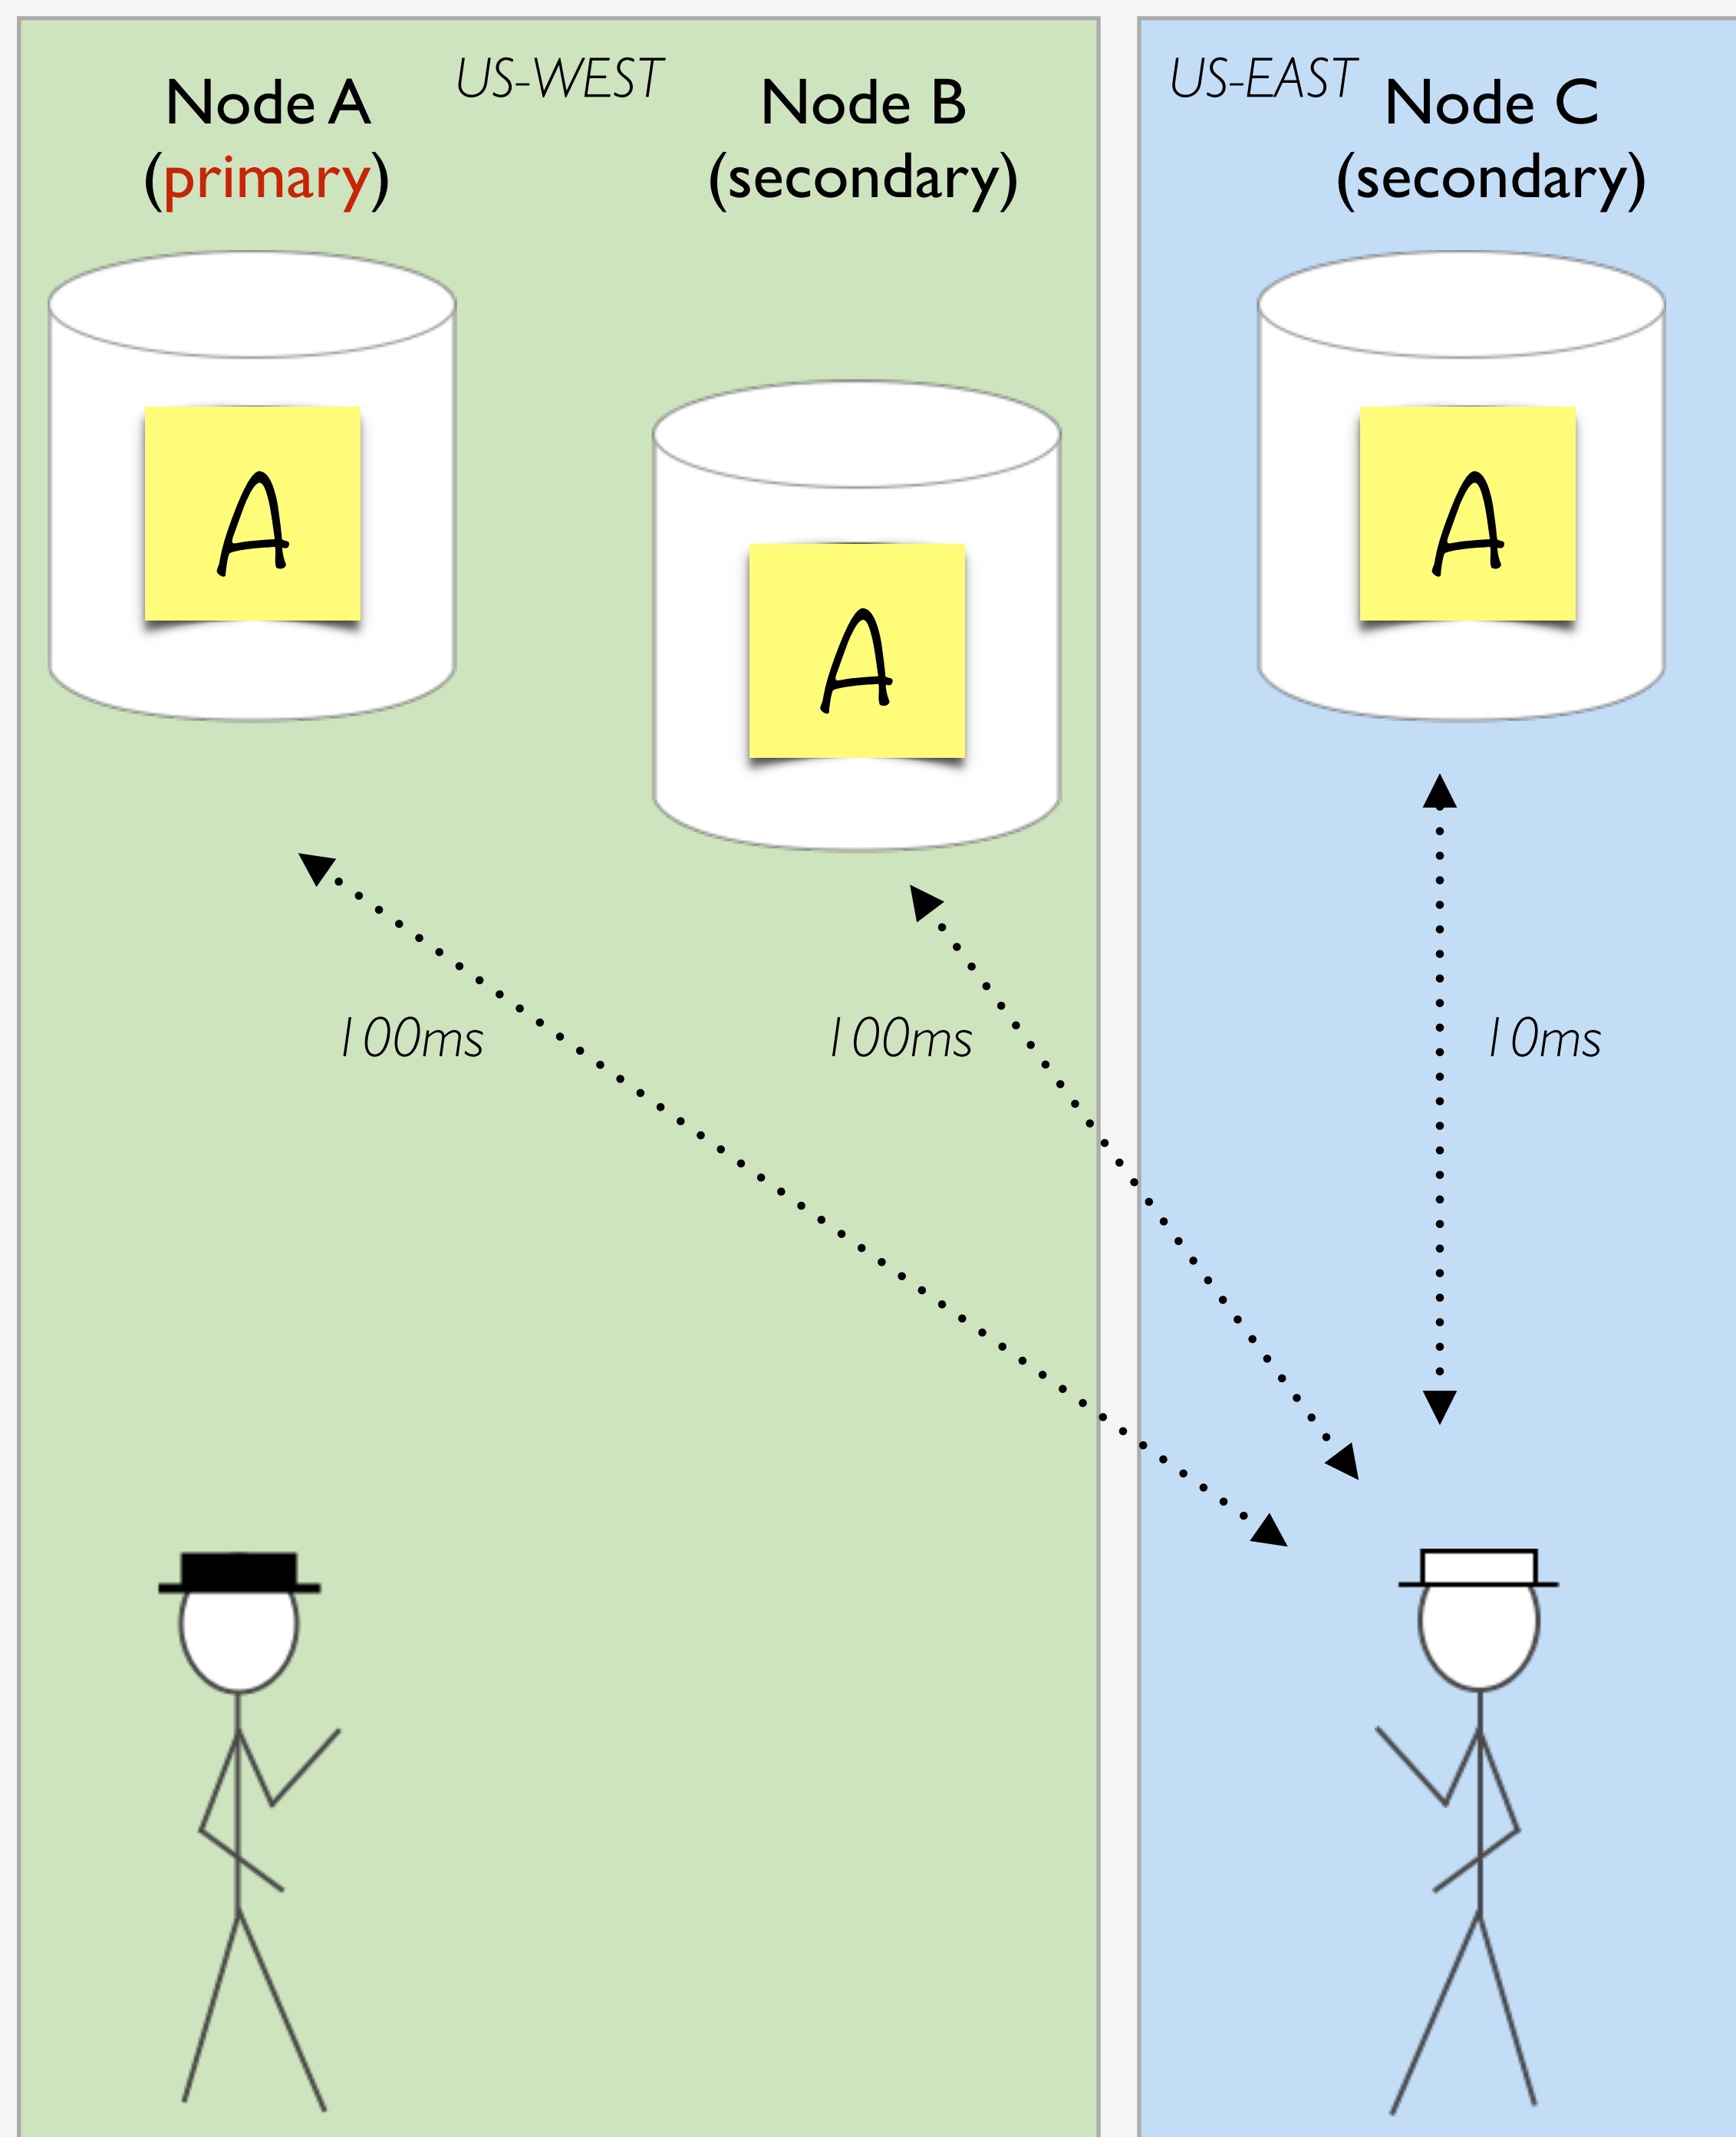 US-WEST
Node A
(primary)
Node B
(secondary)
US-EAST
Node C
(secondary)
A
A
A
100ms
100ms
10ms